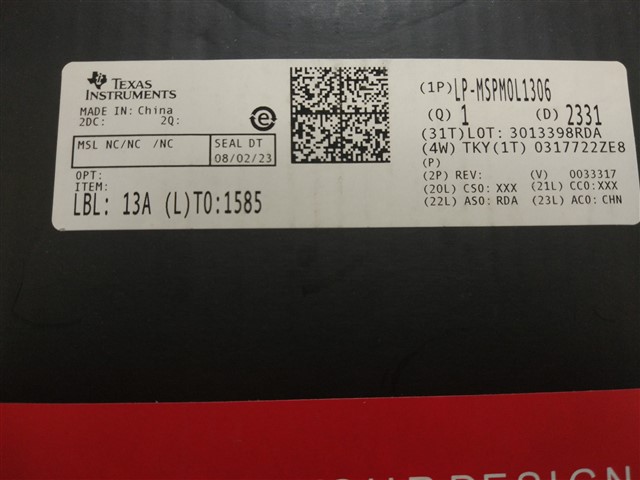 TEXAS
INSTRUMENTS
MADE IN: China
2DC: 2Q:
MSL NC/NC /NC
SEAL DT
08/02/23
OPT:
ITEM:
LBL: 13A (L)TO:1585
e
(1P) LP-MSPM0L1306
(Q) 1 (D) 2331
(31T)LOT: 3013398RDA
(4W) TKY(1T) 0317722ZE8
(P)
(2P) REV: (V) 0033317
(20L) CSO: XXX (21L) CCO:XXX
(22L) ASO: RDA (23L) ACO: CHN
DESIGN